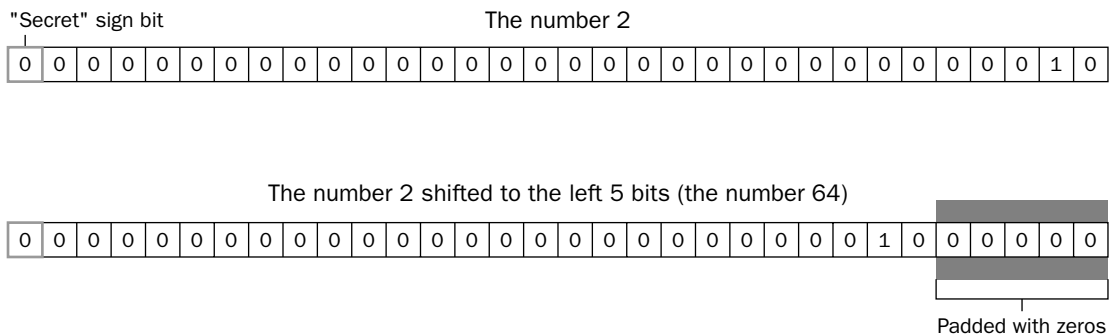 "Secret" sign bit
The number 2
0 0 0 0 0 0 0 0 0 0 0 0 0 0 0 0 0 0 0 0 0 0 0 0 0 0 0 0 0 0 1 0
The number 2 shifted to the left 5 bits (the number 64)
0 0 0 0 0 0 0 0 0 0 0 0 0 0 0 0 0 0 0 0 0 0 0 0 0 1 0 0 0 0 0 0
Padded with zeros